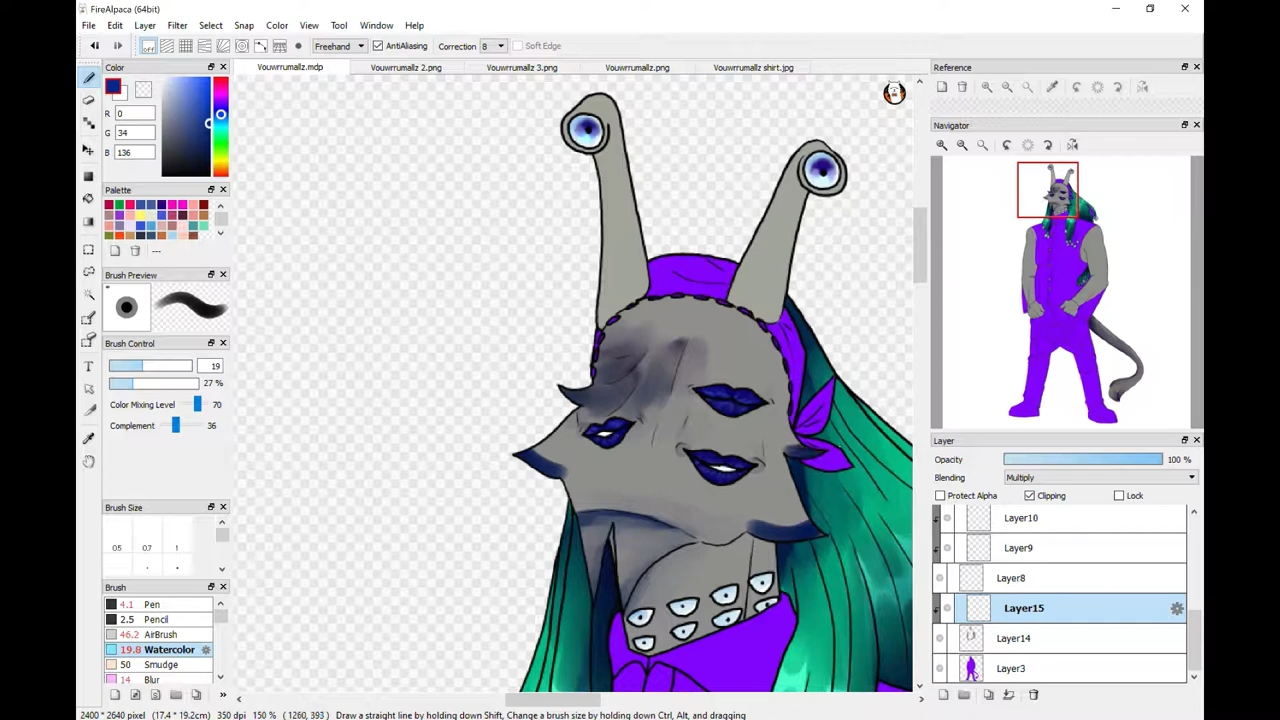 FireAlpaca (64bit)
File Edit Layer Filter Select Snap Color View Tool Window Help
off Freehand AntiAliasing Correction 8 Soft Edge
Color
Vouwrrumallz.mdp Vouwrrumallz 2.png Vouwrrumallz 3.png Vouwrrumallz.png Vouwrrumallz shirt.jpg
Reference
R 0
G 34
B 136
Navigator
Palette
---
Brush Preview
Brush Control
19
27 %
Color Mixing Level 70
Complement 36
Layer
Opacity 100 %
Blending Multiply
Protect Alpha Clipping Lock
Layer10
Layer9
Layer8
Layer15
Layer14
Layer3
Brush Size
05 07 1
Brush
4.1 Pen
2.5 Pencil
46.2 AirBrush
19.8 Watercolor
50 Smudge
14 Blur
2400 * 2640 pixel (17.4 * 19.2cm) 350 dpi 150 % (1260, 393) Draw a straight line by holding down Shift, Change a brush size by holding down Ctrl, Alt, and dragging